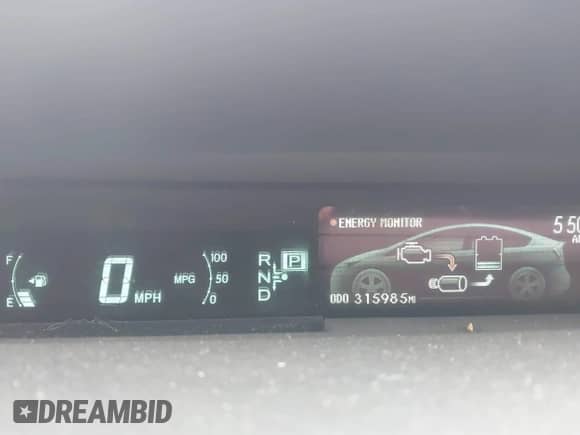 F
E
0 MPH
MPG
100
50
0
R
N
D
P
ENERGY MONITOR
ODO 315985MI
DREAMBID